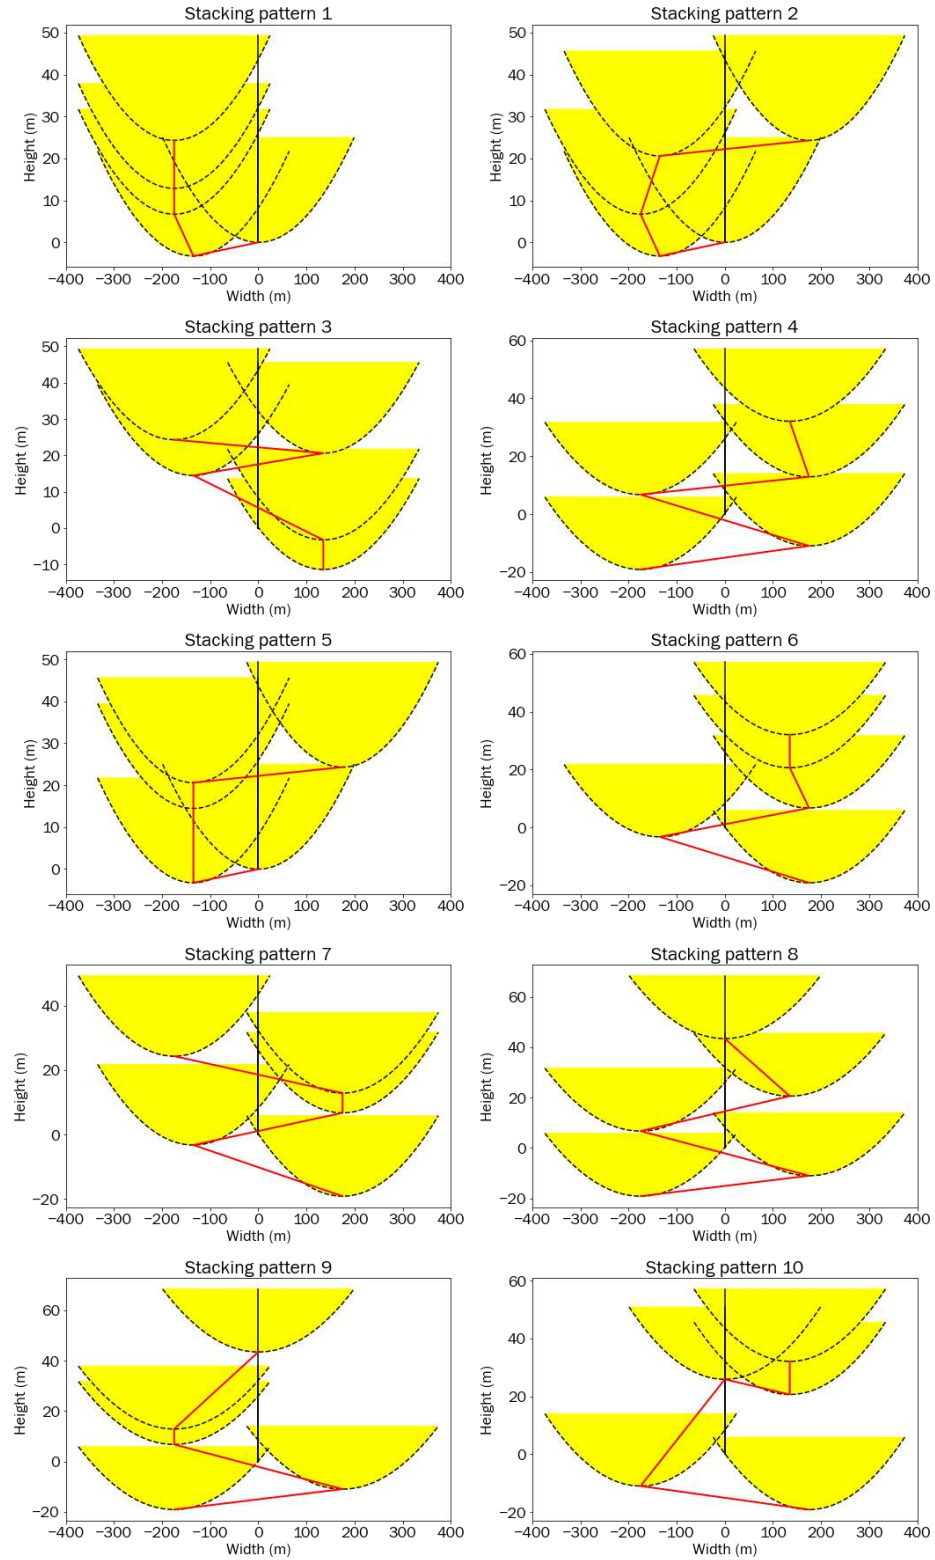 Stacking pattern 1
50
40
30
20
10
0
Height (m)
−400 −300 −200 −100 0 100 200 300 400
Width (m)
Stacking pattern 2
50
40
30
20
10
0
Height (m)
−400 −300 −200 −100 0 100 200 300 400
Width (m)
Stacking pattern 3
50
40
30
20
10
0
−10
Height (m)
−400 −300 −200 −100 0 100 200 300 400
Width (m)
Stacking pattern 4
60
40
20
0
−20
Height (m)
−400 −300 −200 −100 0 100 200 300 400
Width (m)
Stacking pattern 5
50
40
30
20
10
0
Height (m)
−400 −300 −200 −100 0 100 200 300 400
Width (m)
Stacking pattern 6
60
40
20
0
−20
Height (m)
−400 −300 −200 −100 0 100 200 300 400
Width (m)
Stacking pattern 7
40
20
0
−20
Height (m)
−400 −300 −200 −100 0 100 200 300 400
Width (m)
Stacking pattern 8
60
40
20
0
−20
Height (m)
−400 −300 −200 −100 0 100 200 300 400
Width (m)
Stacking pattern 9
60
40
20
0
−20
Height (m)
−400 −300 −200 −100 0 100 200 300 400
Width (m)
Stacking pattern 10
60
40
20
0
−20
Height (m)
−400 −300 −200 −100 0 100 200 300 400
Width (m)